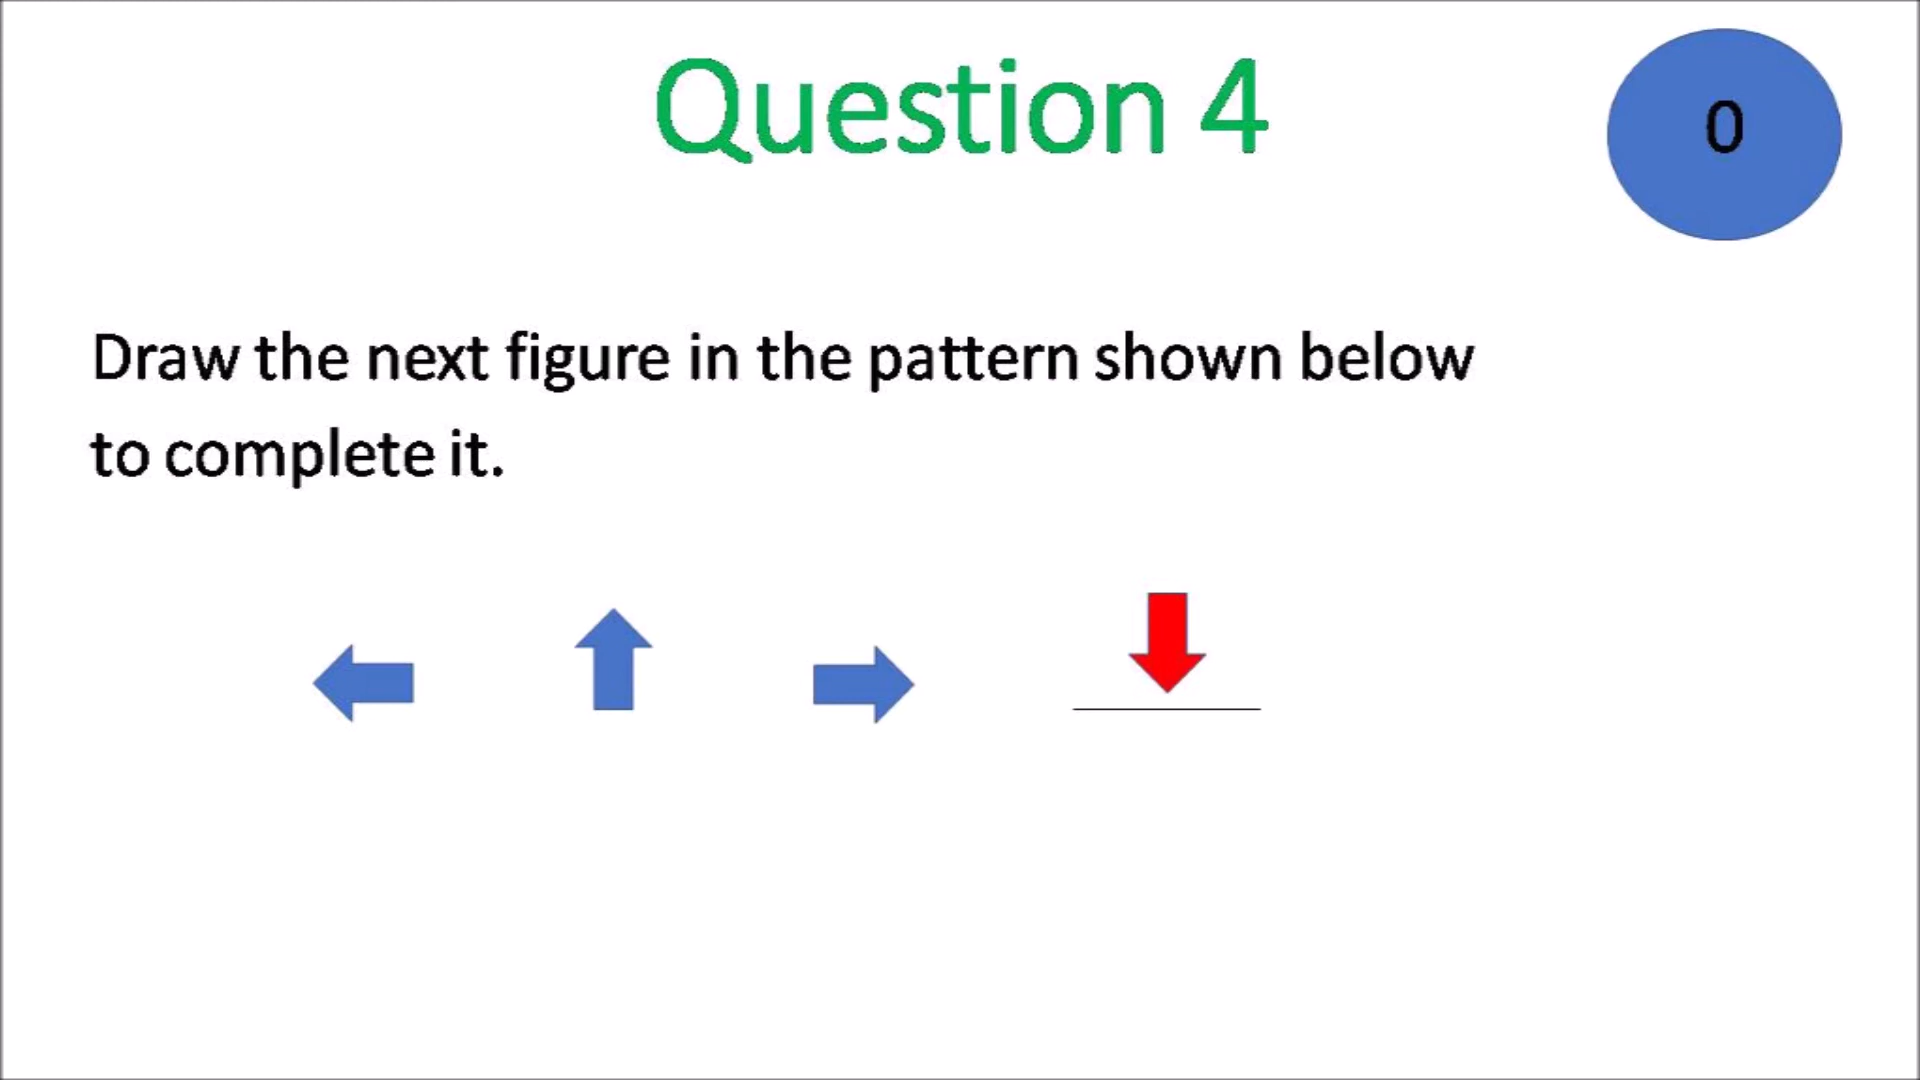 Question 4
0
Draw the next figure in the pattern shown below
to complete it.